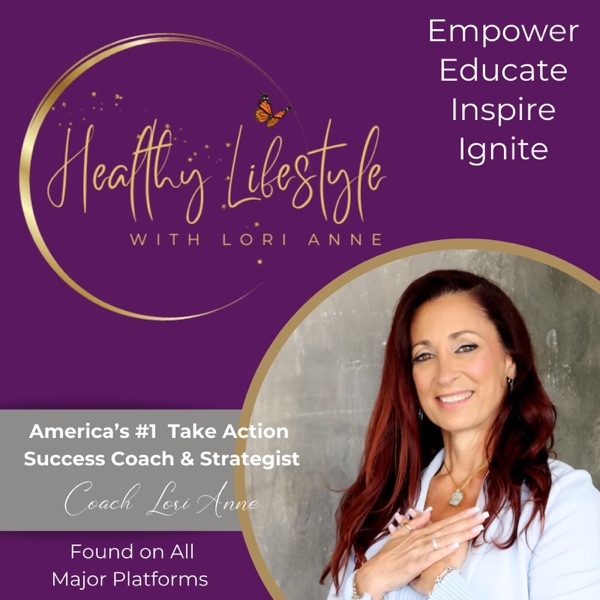 Empower
Educate
Inspire
Ignite
Healthy Lifestyle
WITH LORI ANNE
America's #1 Take Action
Success Coach & Strategist
Coach Lori Anne
Found on All
Major Platforms